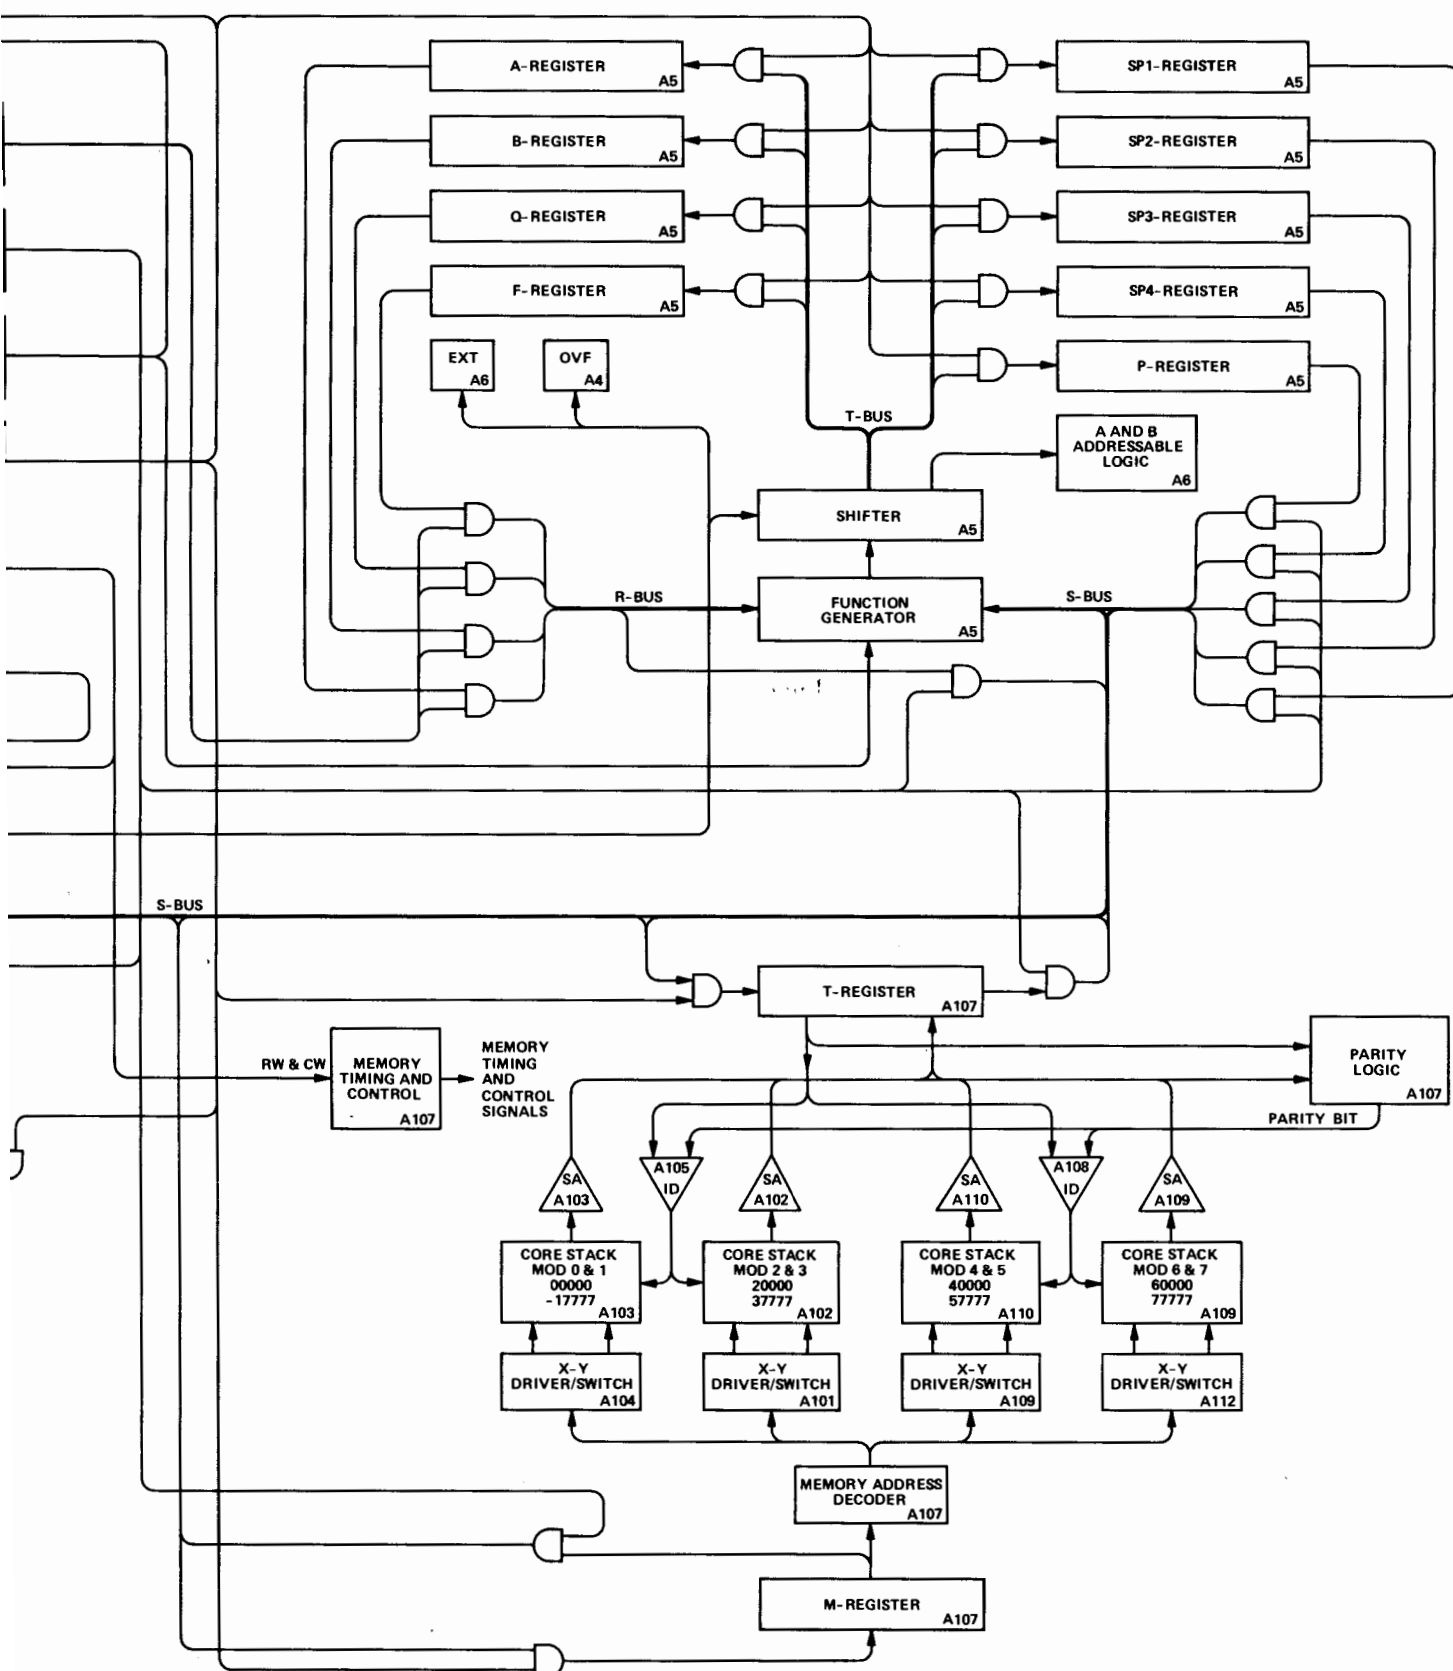 A-REGISTER
A5
SP1-REGISTER
A5
B-REGISTER
A5
SP2-REGISTER
A5
Q-REGISTER
A5
SP3-REGISTER
A5
F-REGISTER
A5
SP4-REGISTER
A5
EXT
A6
OVF
A4
P-REGISTER
A5
T-BUS
A AND B
ADDRESSABLE
LOGIC
A6
SHIFTER
A5
R-BUS
FUNCTION
GENERATOR
A5
S-BUS
S-BUS
T-REGISTER
A107
RW & CW
MEMORY
TIMING AND
CONTROL
A107
MEMORY
TIMING
AND
CONTROL
SIGNALS
PARITY
LOGIC
A107
PARITY BIT
SA
A103
A105
ID
SA
A102
SA
A110
A108
ID
SA
A109
CORE STACK
MOD 0 & 1
00000
-17777
A103
CORE STACK
MOD 2 & 3
20000
37777
A102
CORE STACK
MOD 4 & 5
40000
57777
A110
CORE STACK
MOD 6 & 7
60000
77777
A109
X-Y
DRIVER/SWITCH
A104
X-Y
DRIVER/SWITCH
A101
X-Y
DRIVER/SWITCH
A109
X-Y
DRIVER/SWITCH
A112
MEMORY ADDRESS
DECODER
A107
M-REGISTER
A107